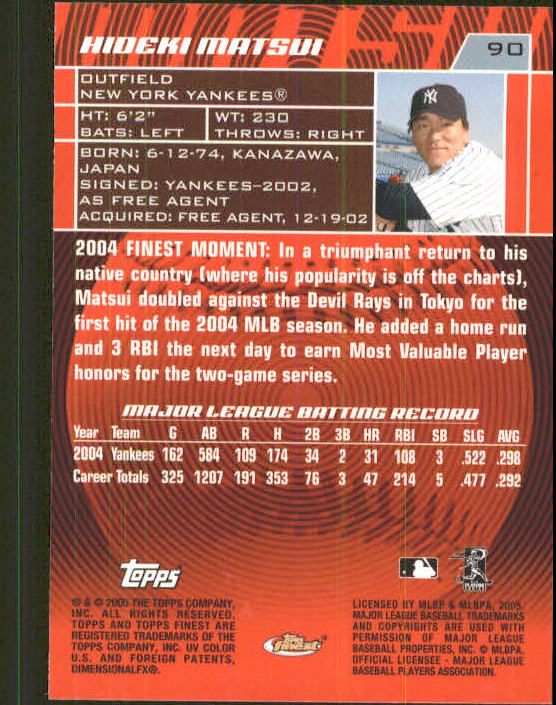 HIDEKI MATSUI
90
OUTFIELD
NEW YORK YANKEES®
HT: 6'2"
WT: 230
BATS: LEFT
THROWS: RIGHT
BORN: 6-12-74, KANAZAWA,
JAPAN
SIGNED: YANKEES-2002,
AS FREE AGENT
ACQUIRED: FREE AGENT, 12-19-02
2004 FINEST MOMENT: In a triumphant return to his
native country (where his popularity is off the charts),
Matsui doubled against the Devil Rays in Tokyo for the
first hit of the 2004 MLB season. He added a home run
and 3 RBI the next day to earn Most Valuable Player
honors for the two-game series.
MAJOR LEAGUE BATTING RECORD
Year Team G AB R H 2B 3B HR RBI SB SLG AVG
2004 Yankees 162 584 109 174 34 2 31 108 3 .522 .298
Career Totals 325 1207 191 353 76 3 47 214 5 .477 .292
Topps
® & © 2005 THE TOPPS COMPANY,
INC. ALL RIGHTS RESERVED.
TOPPS AND TOPPS FINEST ARE
REGISTERED TRADEMARKS OF THE
TOPPS COMPANY, INC. UV COLOR
U.S. AND FOREIGN PATENTS,
DIMENSIONALFX®.
Topps
finest®
LICENSED BY MLBP & MLBPA, 2005.
MAJOR LEAGUE BASEBALL TRADEMARKS
AND COPYRIGHTS ARE USED WITH
PERMISSION OF MAJOR LEAGUE
BASEBALL PROPERTIES, INC. © MLBPA.
OFFICIAL LICENSEE - MAJOR LEAGUE
BASEBALL PLAYERS ASSOCIATION.